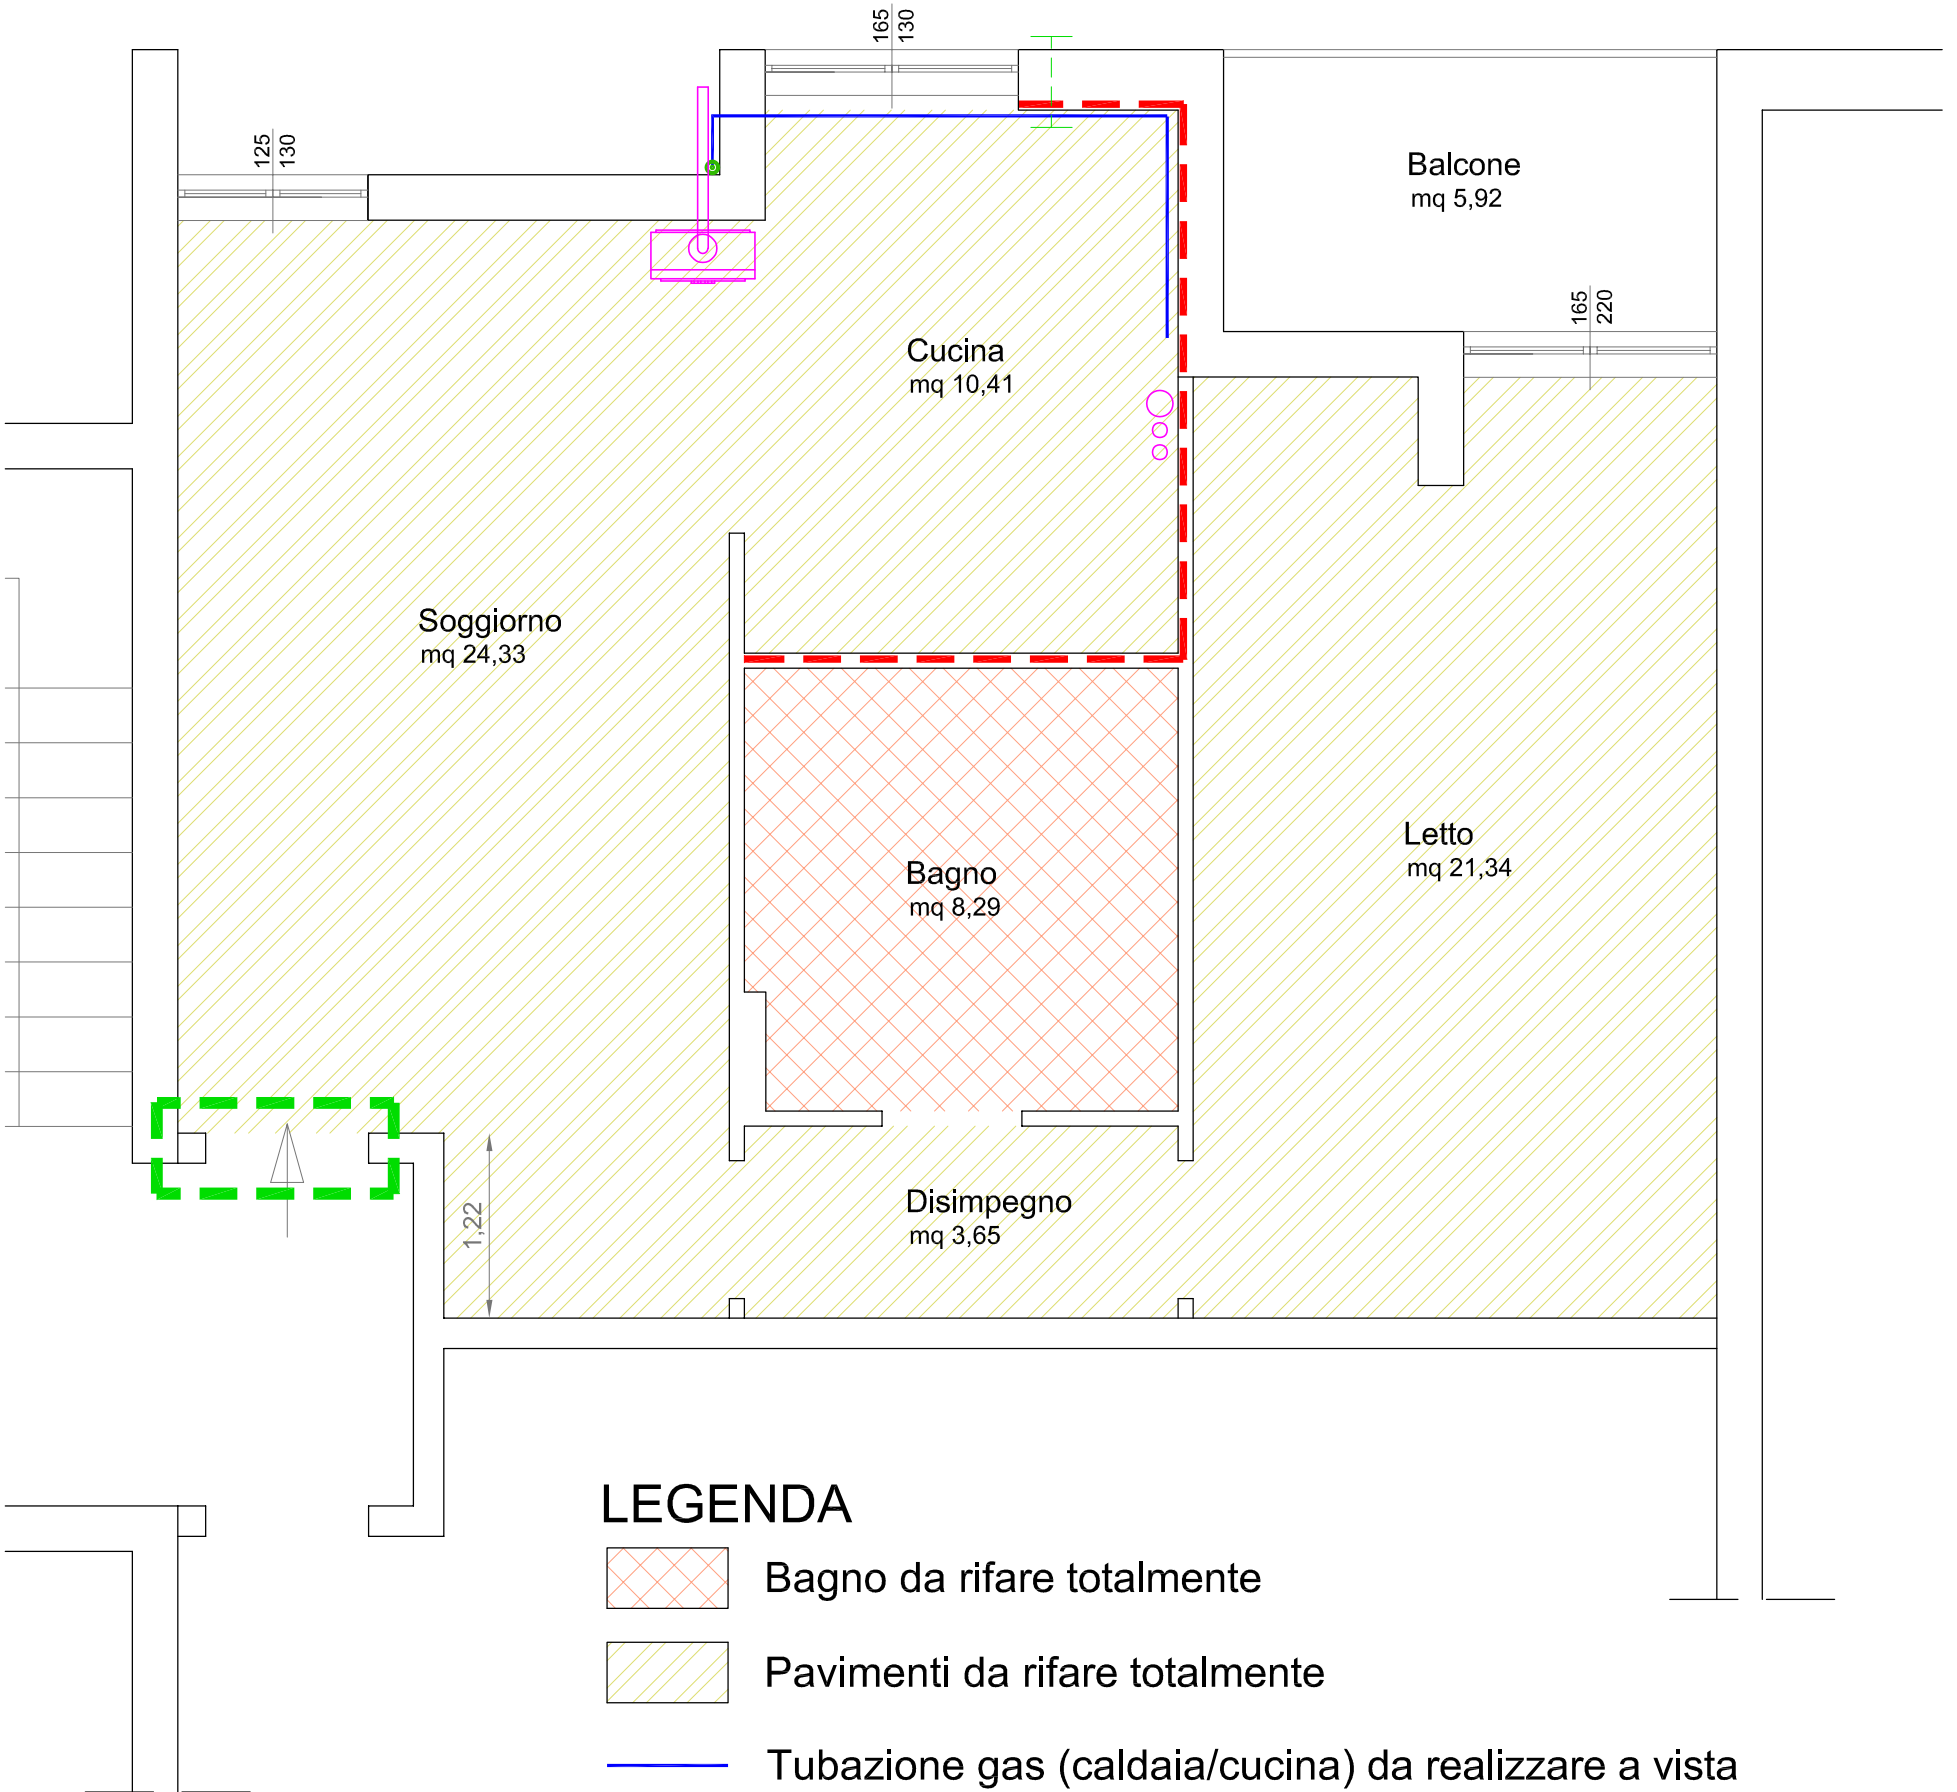 165
130
125
130
Balcone
mq 5,92
165
220
Cucina
mq 10,41
Soggiorno
mq 24,33
Letto
mq 21,34
Bagno
mq 8,29
Disimpegno
mq 3,65
1,22
LEGENDA
Bagno da rifare totalmente
Pavimenti da rifare totalmente
Tubazione gas (caldaia/cucina) da realizzare a vista